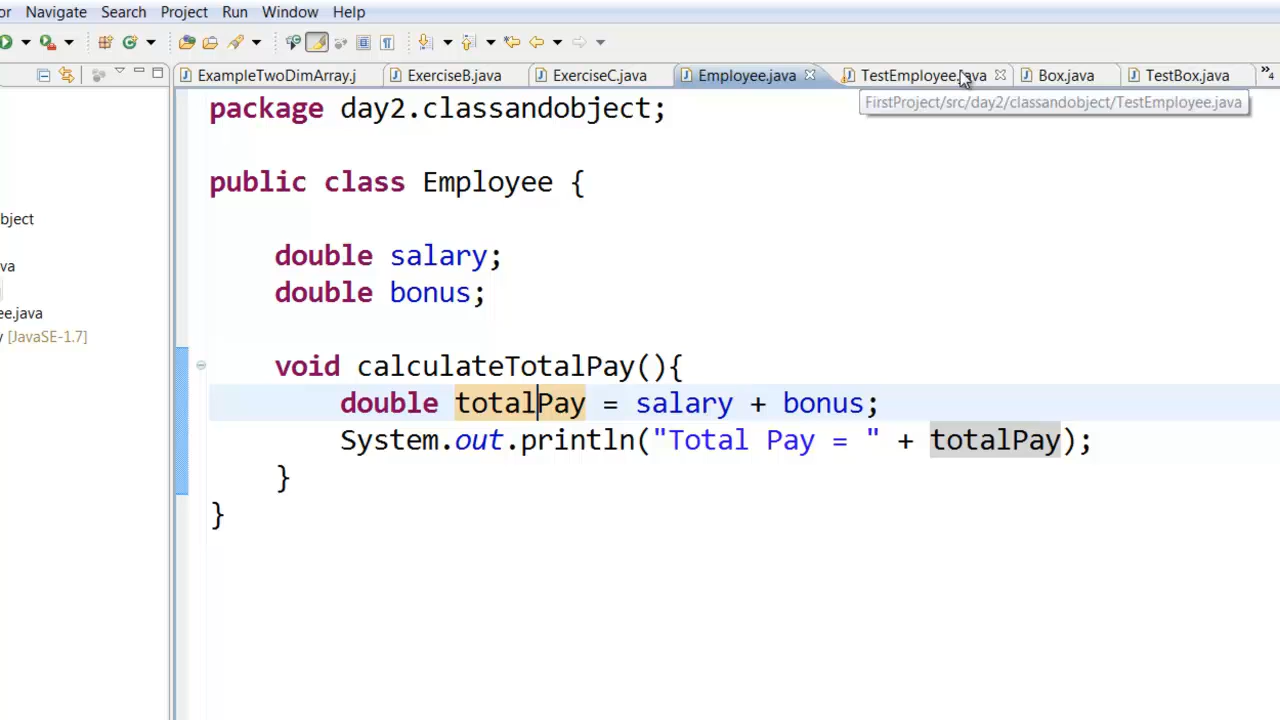 or Navigate Search Project Run Window Help
ExampleTwoDimArray.j ExerciseB.java ExerciseC.java Employee.java TestEmployee.java Box.java TestBox.java »4
FirstProject/src/day2/classandobject/TestEmployee.java
package day2.classandobject;
public class Employee {
bject
double salary;
va
double bonus;
ee.java
y [JavaSE-1.7]
void calculateTotalPay(){
double totalPay = salary + bonus;
System.out.println("Total Pay = " + totalPay);
}
}